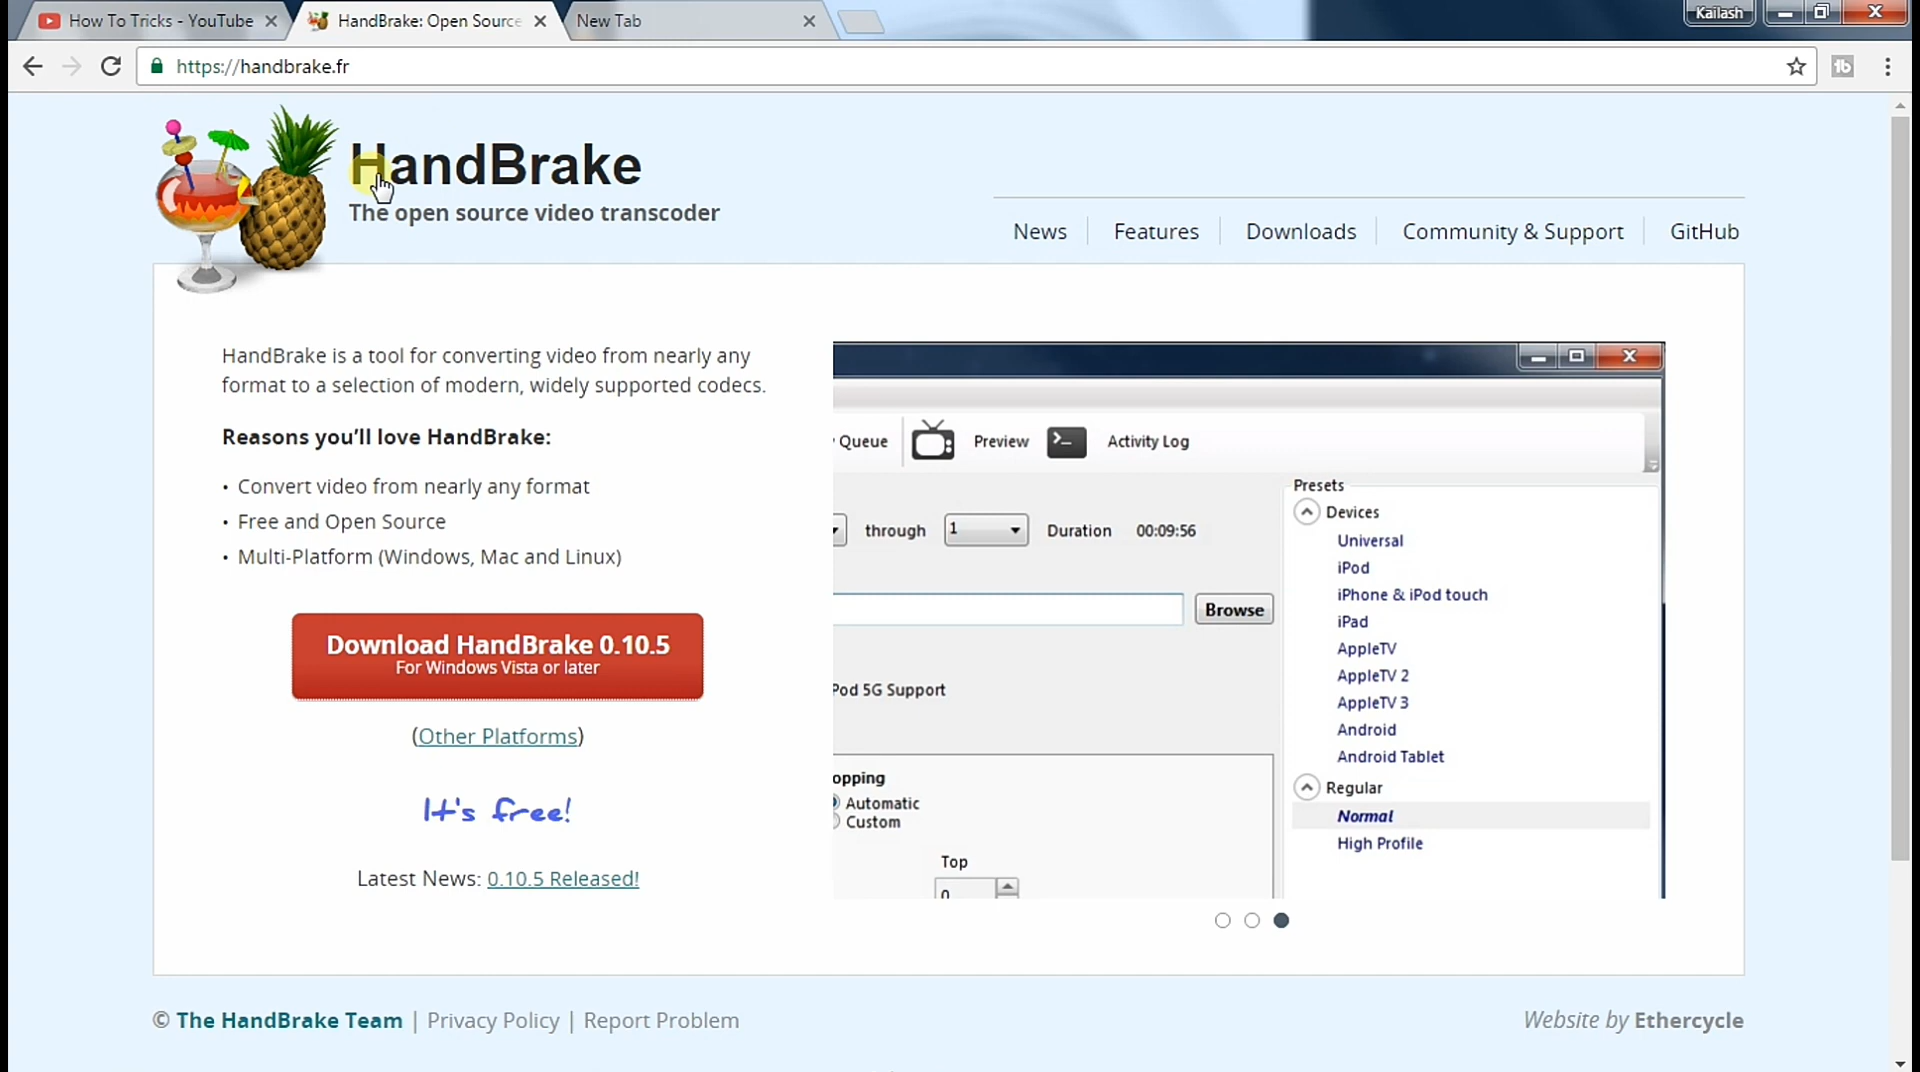 How To Tricks - YouTube
HandBrake: Open Source
New Tab
Kailash
https://handbrake.fr
HandBrake
The open source video transcoder
News
Features
Downloads
Community & Support
GitHub
HandBrake is a tool for converting video from nearly any
format to a selection of modern, widely supported codecs.
Reasons you'll love HandBrake:
• Convert video from nearly any format
• Free and Open Source
• Multi-Platform (Windows, Mac and Linux)
Download HandBrake 0.10.5
For Windows Vista or later
(Other Platforms)
It's free!
Latest News: 0.10.5 Released!
Queue
Preview
Activity Log
through 1 Duration 00:09:56
Browse
Pod 5G Support
opping
Automatic
Custom
Top
0
Presets
Devices
Universal
iPod
iPhone & iPod touch
iPad
AppleTV
AppleTV 2
AppleTV 3
Android
Android Tablet
Regular
Normal
High Profile
© The HandBrake Team | Privacy Policy | Report Problem
Website by Ethercycle